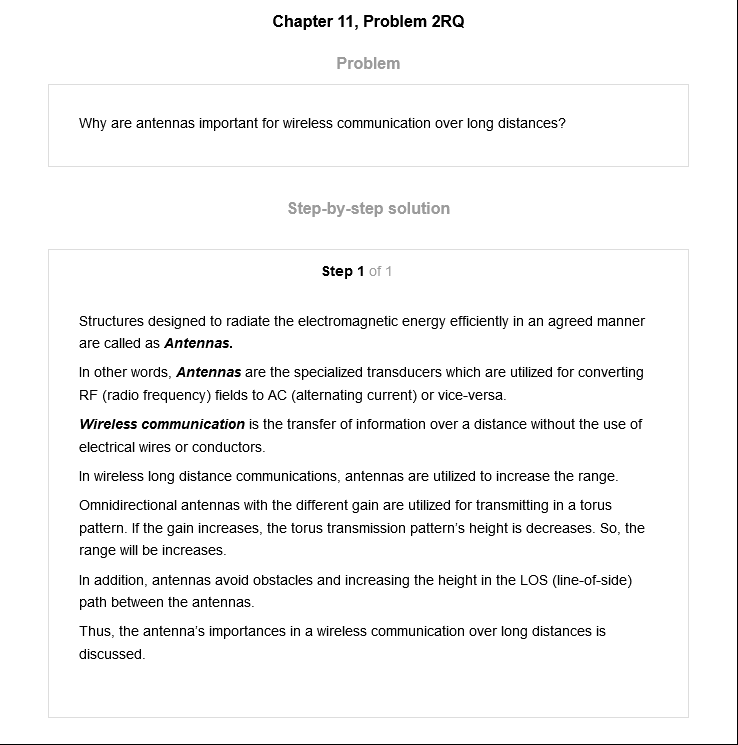 Chapter 11, Problem 2RQ
Problem
Why are antennas important for wireless communication over long distances?
Step-by-step solution
Step 1 of 1
Structures designed to radiate the electromagnetic energy efficiently in an agreed manner
are called as Antennas.
In other words, Antennas are the specialized transducers which are utilized for converting
RF (radio frequency) fields to AC (alternating current) or vice-versa.
Wireless communication is the transfer of information over a distance without the use of
electrical wires or conductors.
In wireless long distance communications, antennas are utilized to increase the range.
Omnidirectional antennas with the different gain are utilized for transmitting in a torus
pattern. If the gain increases, the torus transmission pattern's height is decreases. So, the
range will be increases.
In addition, antennas avoid obstacles and increasing the height in the LOS (line-of-side)
path between the antennas.
Thus, the antenna's importances in a wireless communication over long distances is
discussed.